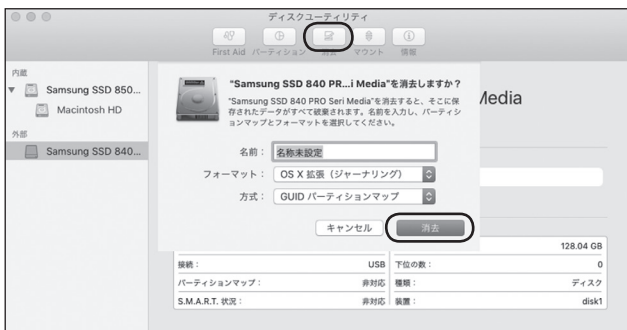 ディスクユーティリティ
First Aid パーティション 消去 マウント 情報
内蔵
Samsung SSD 850...
Macintosh HD
外部
Samsung SSD 840...
"Samsung SSD 840 PR...i Media"を消去しますか？
"Samsung SSD 840 PRO Seri Media"を消去すると、そこに保
存されたデータがすべて破棄されます。名前を入力し、パーティシ
ョンマップとフォーマットを選択してください。
名前： 名称未設定
フォーマット： OS X 拡張（ジャーナリング）
方式： GUID パーティションマップ
キャンセル 消去
Media
128.04 GB
接続： USB 下位の数： 0
パーティションマップ： 非対応 種類： ディスク
S.M.A.R.T. 状況： 非対応 装置： disk1